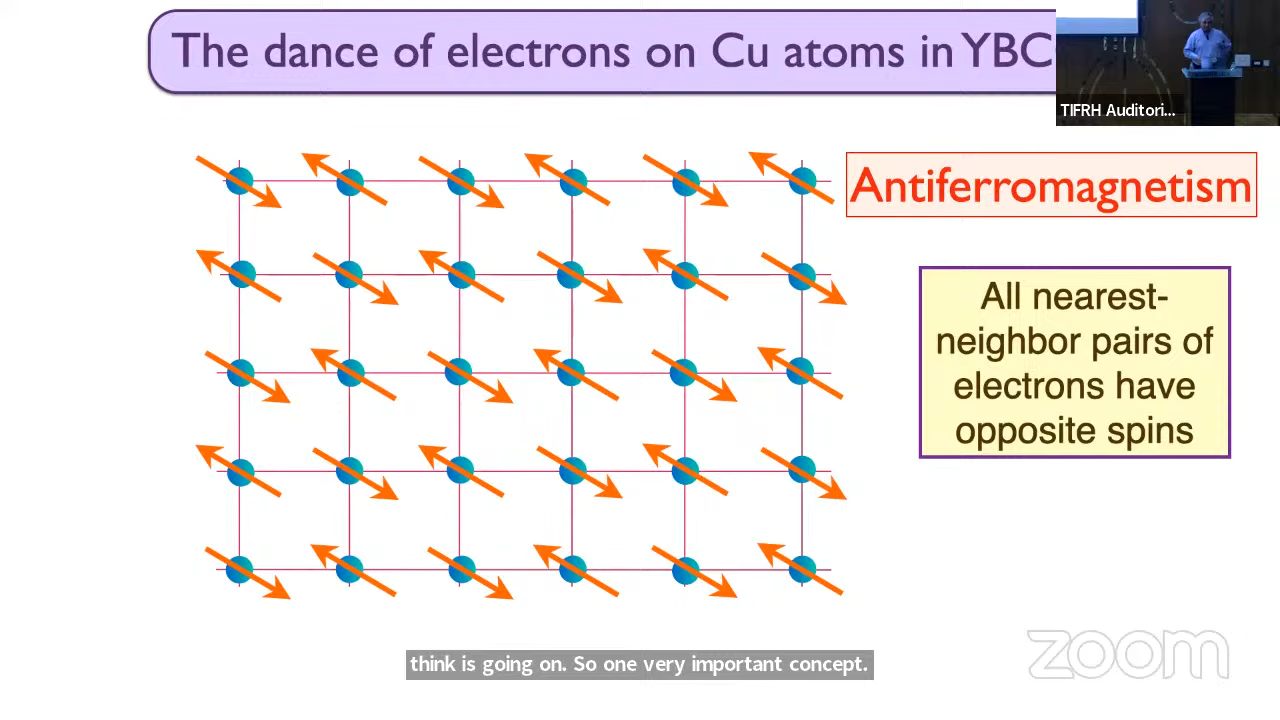 The dance of electrons on Cu atoms in YBC
TIFRH Auditori...
Antiferromagnetism
All nearest-
neighbor pairs of
electrons have
opposite spins
think is going on. So one very important concept.
zoom